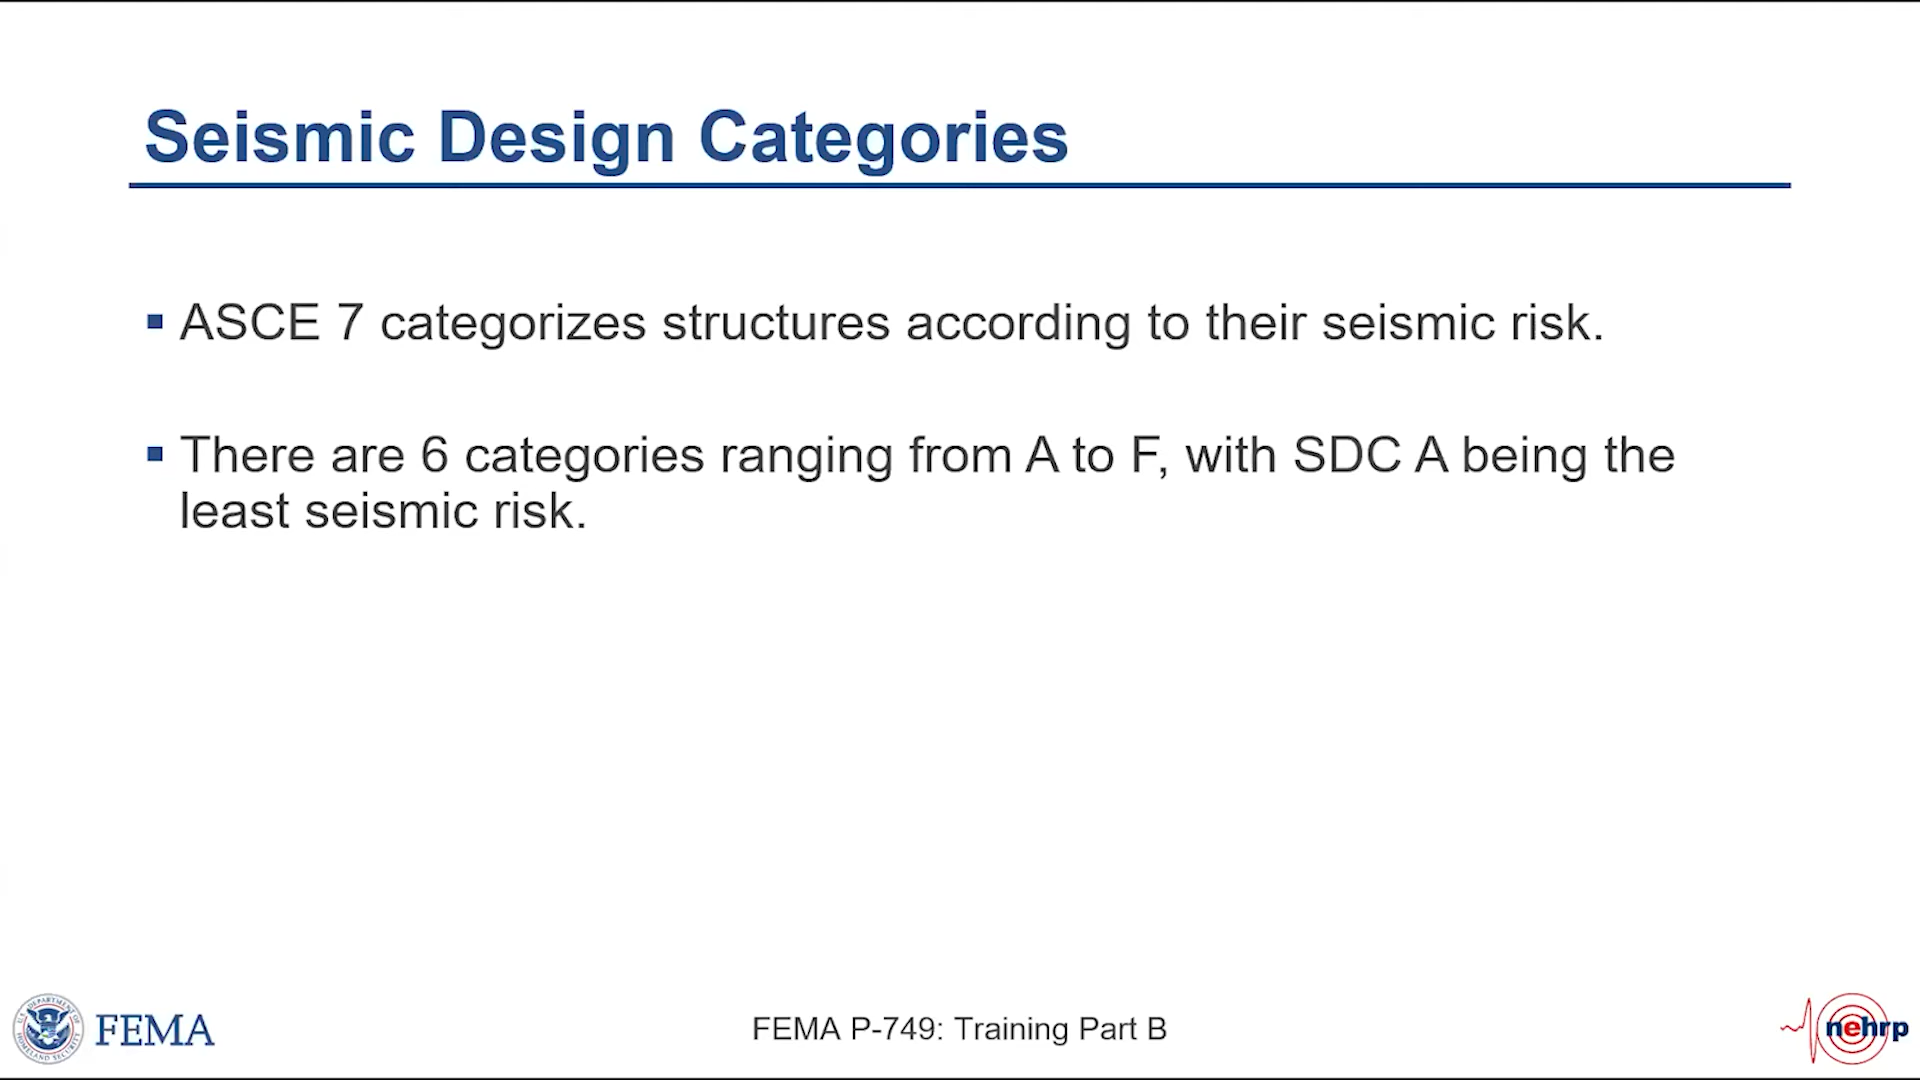 Seismic Design Categories
ASCE 7 categorizes structures according to their seismic risk.
There are 6 categories ranging from A to F, with SDC A being the
least seismic risk.
FEMA
FEMA P-749: Training Part B
nehrp